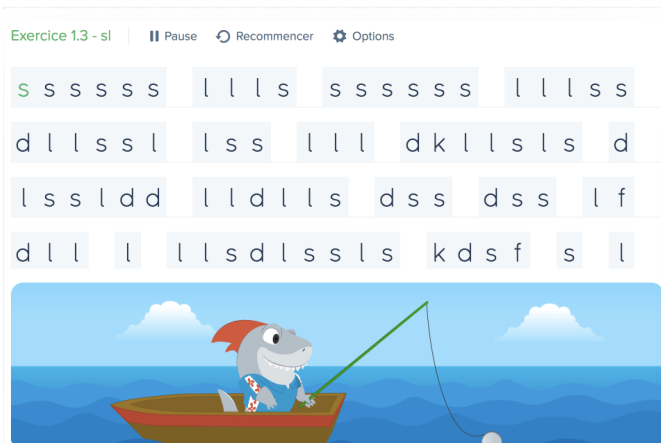 Exercice 1.3 - sl Pause Recommencer Options
s s s s s s l l l s s s s s s s l l l s s
d l l s s l l s s l l l d k l l s l s d
l s s l d d l l d l l s d s s d s s l f
d l l l l l s d l s s l s k d s f s l